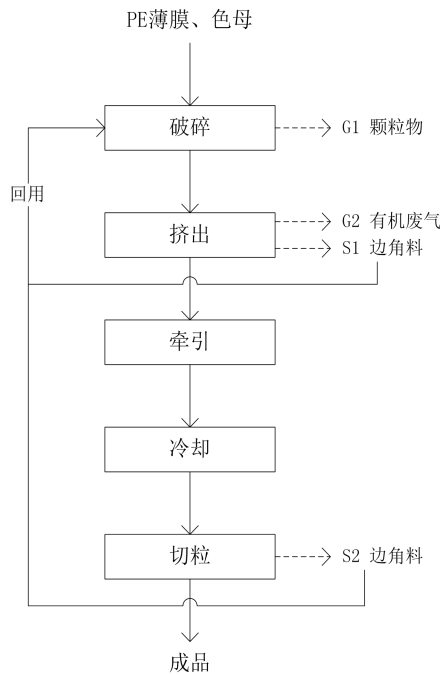 PE薄膜、色母
破碎
G1 颗粒物
回用
挤出
G2 有机废气
S1 边角料
牵引
冷却
切粒
S2 边角料
成品